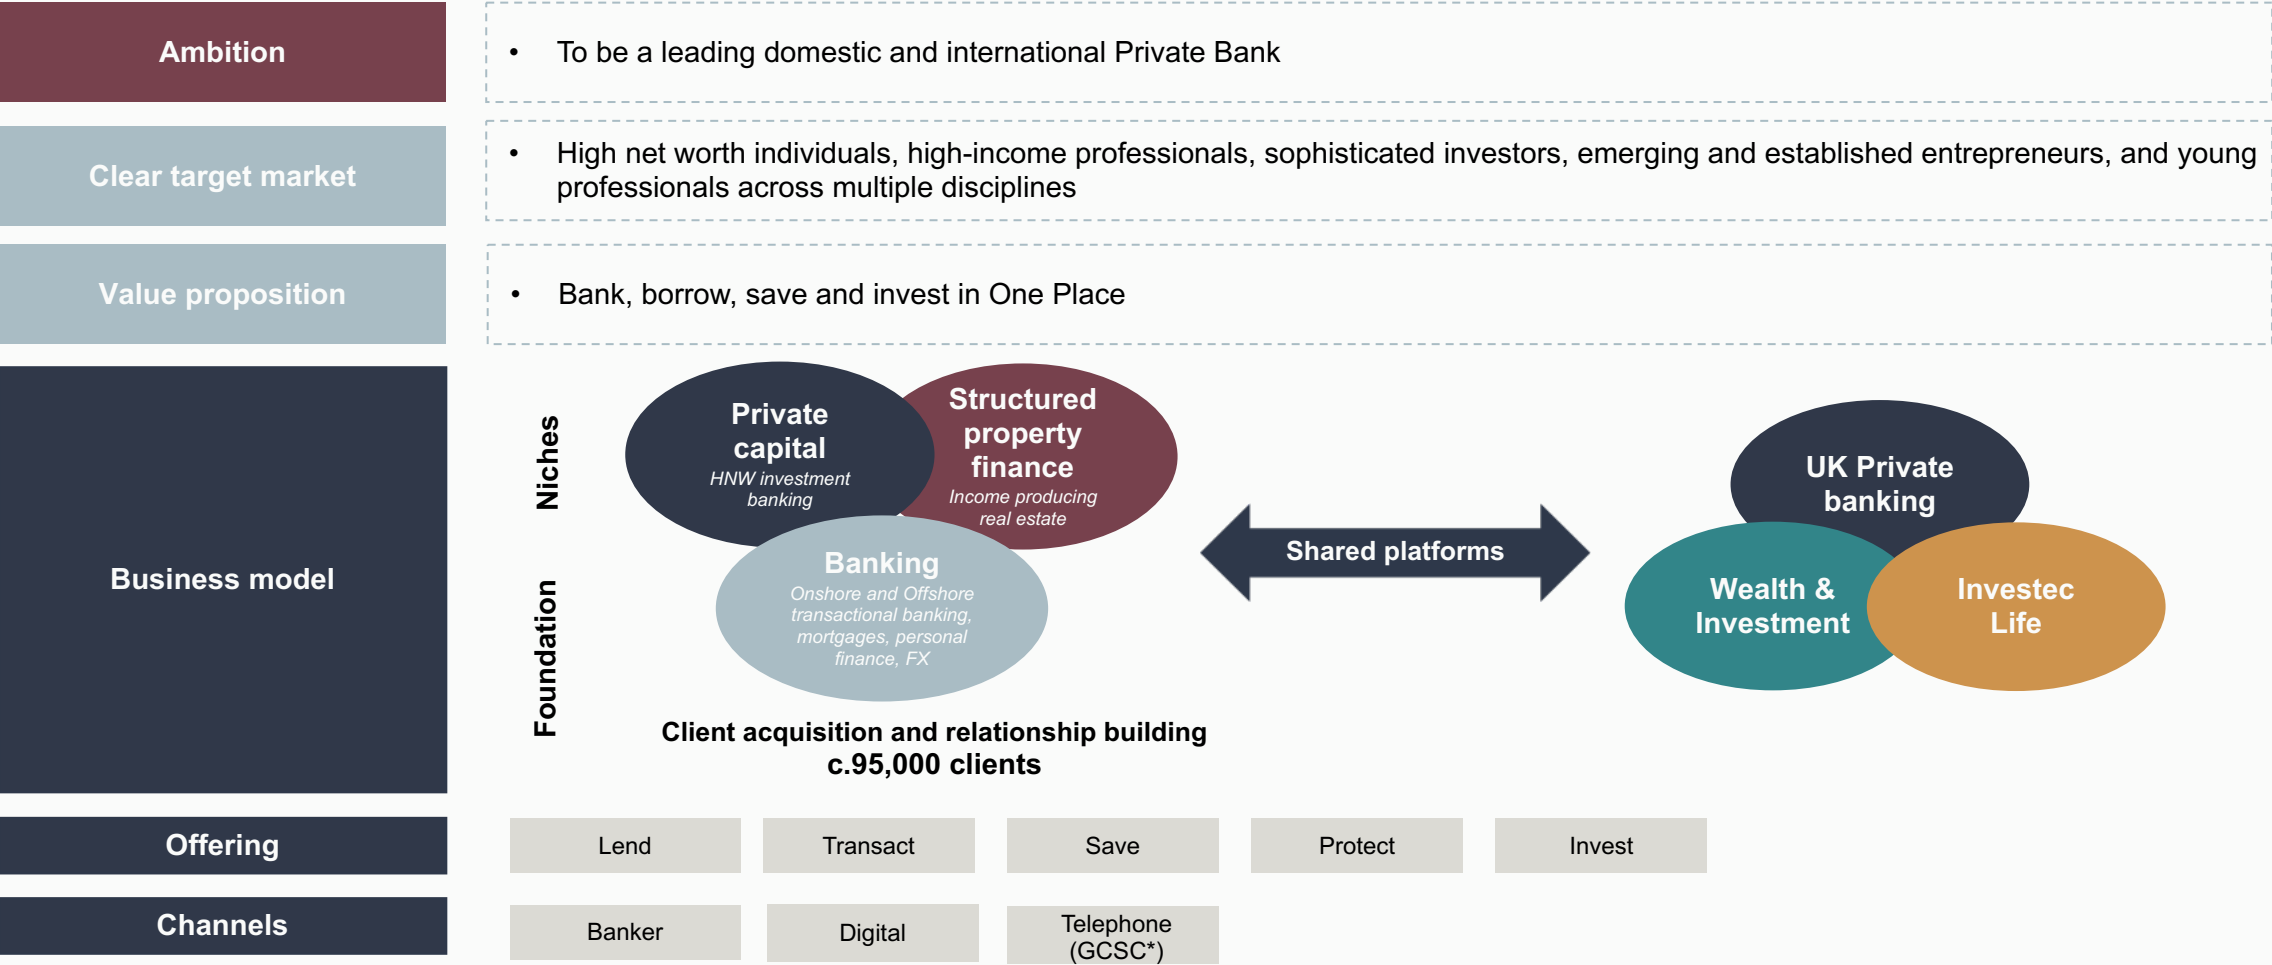 Ambition
• To be a leading domestic and international Private Bank
Clear target market
• High net worth individuals, high-income professionals, sophisticated investors, emerging and established entrepreneurs, and young
professionals across multiple disciplines
Value proposition
• Bank, borrow, save and invest in One Place
Business model
Niches
Foundation
Private
capital
HNW investment
banking
Structured
property
finance
Income producing
real estate
Banking
Onshore and Offshore
transactional banking,
mortgages, personal
finance, FX
Client acquisition and relationship building
c.95,000 clients
Shared platforms
UK Private
banking
Wealth &
Investment
Investec
Life
Offering
Lend
Transact
Save
Protect
Invest
Channels
Banker
Digital
Telephone
(GCSC*)